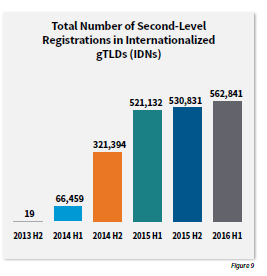 Total Number of Second-Level
Registrations in Internationalized
gTLDs (IDNs)
19
66,459
321,394
521,132
530,831
562,841
2013 H2 2014 H1 2014 H2 2015 H1 2015 H2 2016 H1
Figure 9